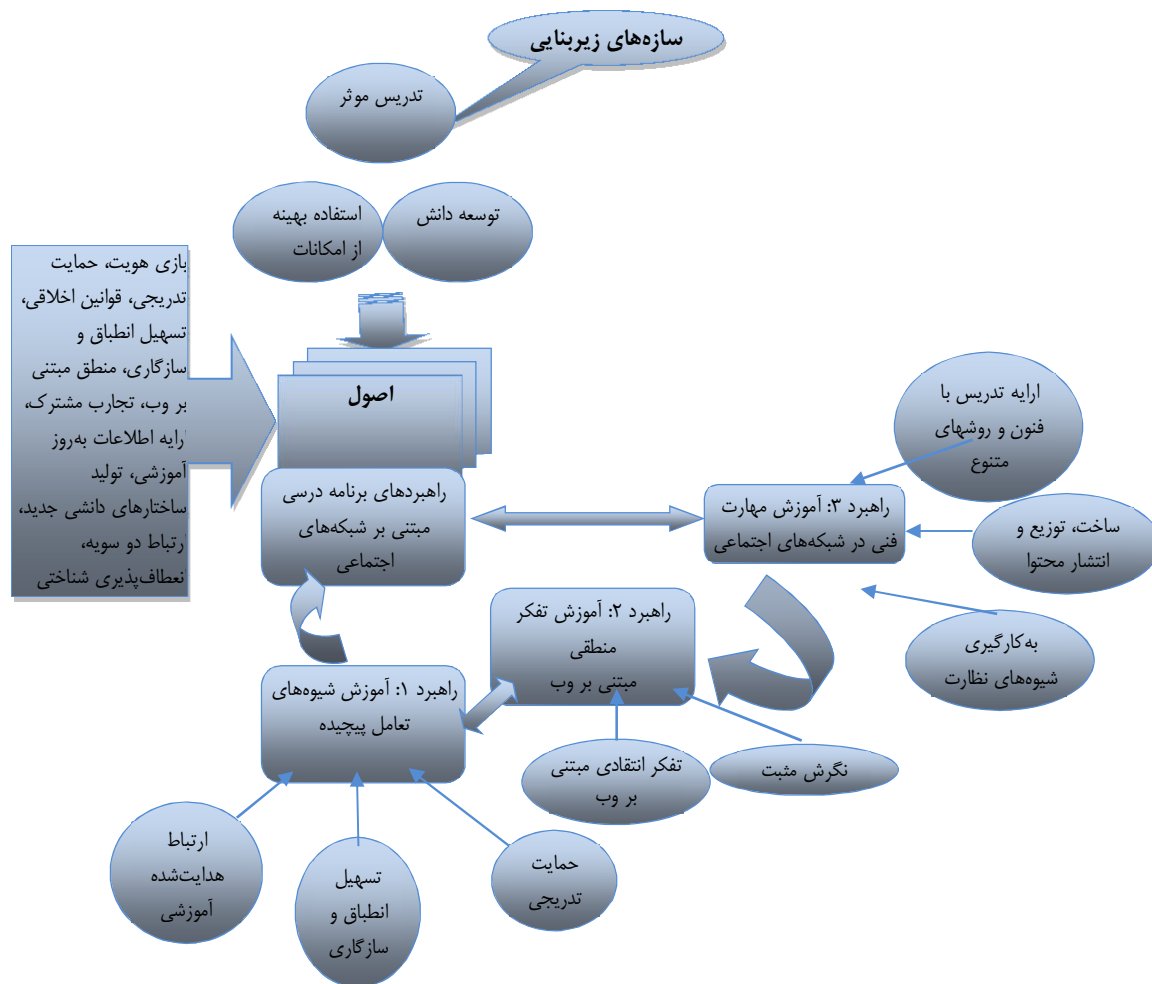 سازه‌های زیربنایی
تدریس موثر
توسعه دانش
استفاده بهینه
از امکانات
بازی هویت، حمایت
تدریجی، قوانین اخلاقی،
تسهیل انطباق و
سازگاری، منطق مبتنی
بر وب، تجارب مشترک،
ارایه اطلاعات به‌روز
آموزشی، تولید
ساختارهای دانشی جدید،
ارتباط دو سویه،
انعطاف‌پذیری شناختی
اصول
راهبردهای برنامه درسی
مبتنی بر شبکه‌های
اجتماعی
ارایه تدریس با
فنون و روشهای
متنوع
راهبرد ۳: آموزش مهارت
فنی در شبکه‌های اجتماعی
ساخت، توزیع و
انتشار محتوا
به‌کارگیری
شیوه‌های نظارت
راهبرد ۲: آموزش تفکر
منطقی
مبتنی بر وب
راهبرد ۱: آموزش شیوه‌های
تعامل پیچیده
نگرش مثبت
تفکر انتقادی مبتنی
بر وب
حمایت
تدریجی
تسهیل
انطباق و
سازگاری
ارتباط
هدایت‌شده
آموزشی